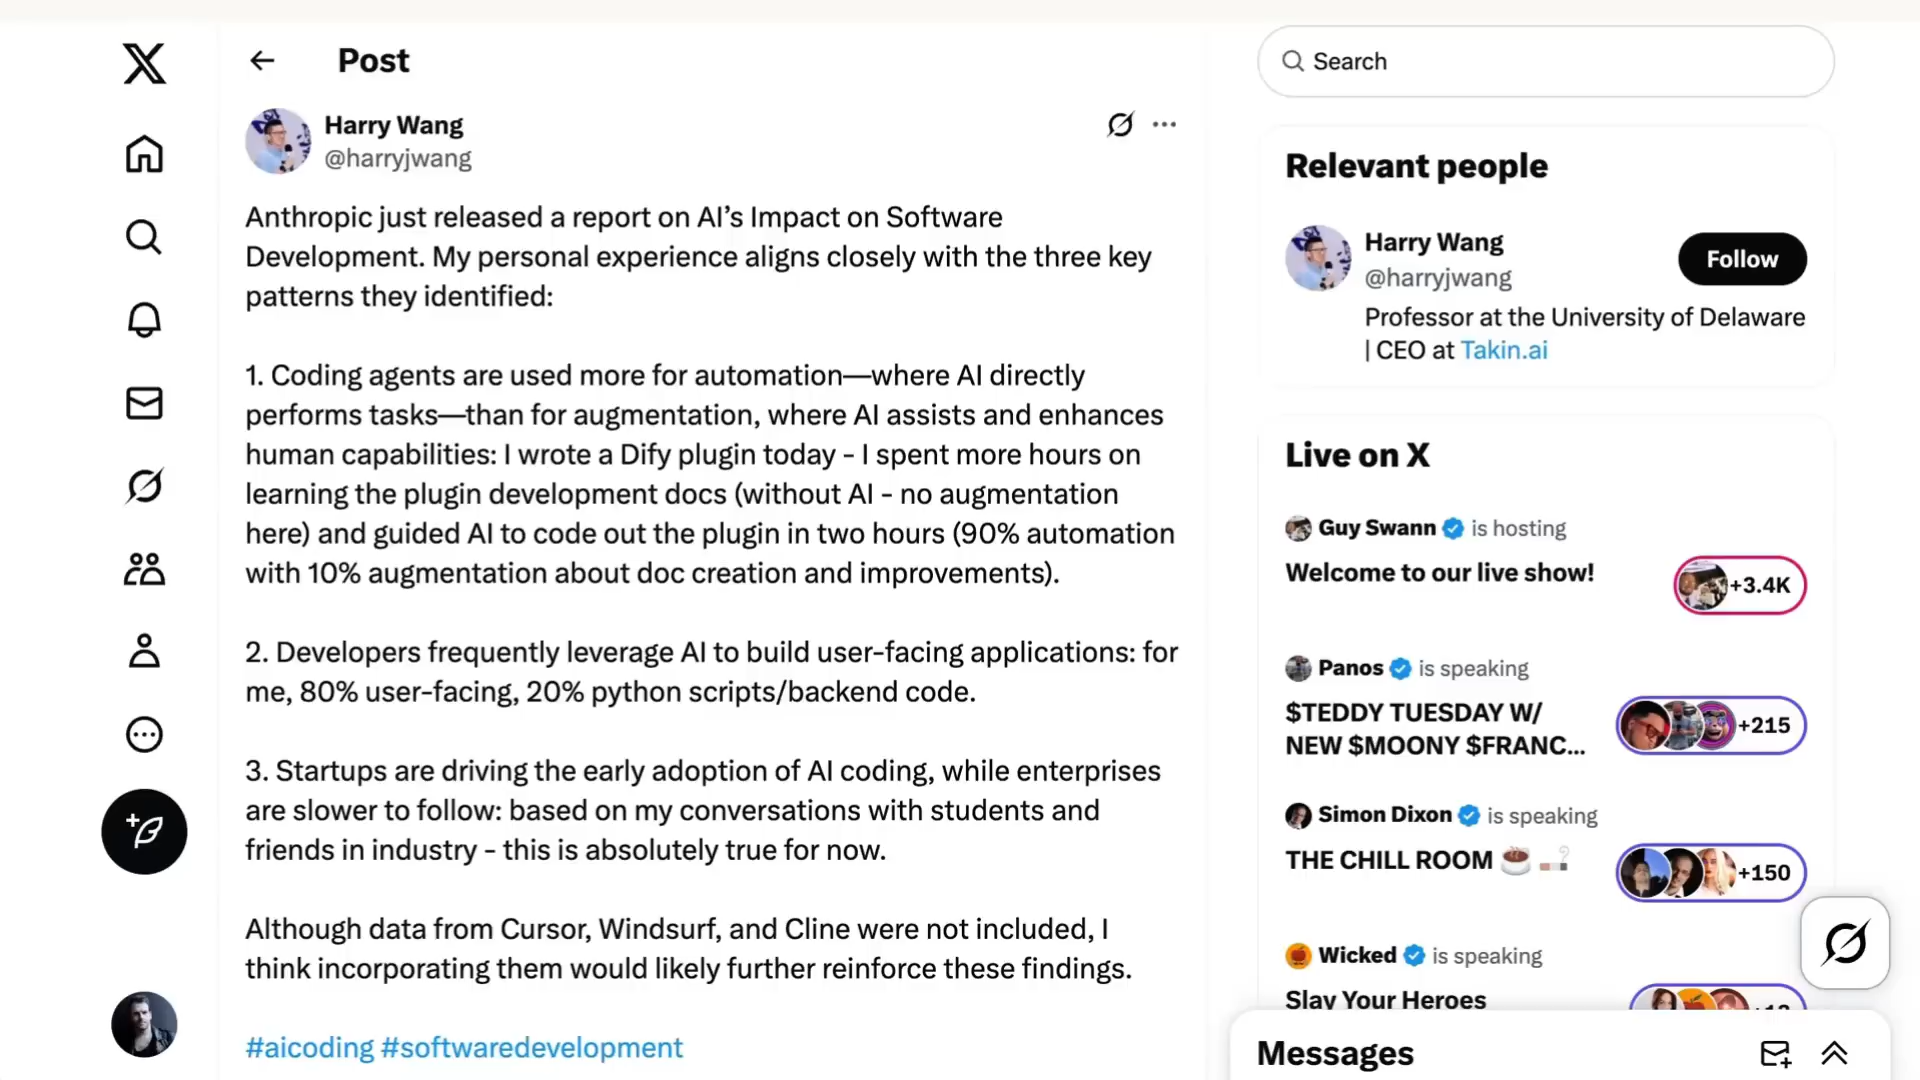 Post
Harry Wang
@harryjwang
Anthropic just released a report on AI’s Impact on Software
Development. My personal experience aligns closely with the three key
patterns they identified:
1. Coding agents are used more for automation—where AI directly
performs tasks—than for augmentation, where AI assists and enhances
human capabilities: I wrote a Dify plugin today - I spent more hours on
learning the plugin development docs (without AI - no augmentation
here) and guided AI to code out the plugin in two hours (90% automation
with 10% augmentation about doc creation and improvements).
2. Developers frequently leverage AI to build user-facing applications: for
me, 80% user-facing, 20% python scripts/backend code.
3. Startups are driving the early adoption of AI coding, while enterprises
are slower to follow: based on my conversations with students and
friends in industry - this is absolutely true for now.
Although data from Cursor, Windsurf, and Cline were not included, I
think incorporating them would likely further reinforce these findings.
#aicoding #softwaredevelopment
Search
Relevant people
Harry Wang
@harryjwang
Follow
Professor at the University of Delaware
| CEO at Takin.ai
Live on X
Guy Swann is hosting
Welcome to our live show!
+3.4K
Panos is speaking
$TEDDY TUESDAY W/
NEW $MOONY $FRANC...
+215
Simon Dixon is speaking
THE CHILL ROOM ☕🚬
+150
Wicked is speaking
Slay Your Heroes
Messages